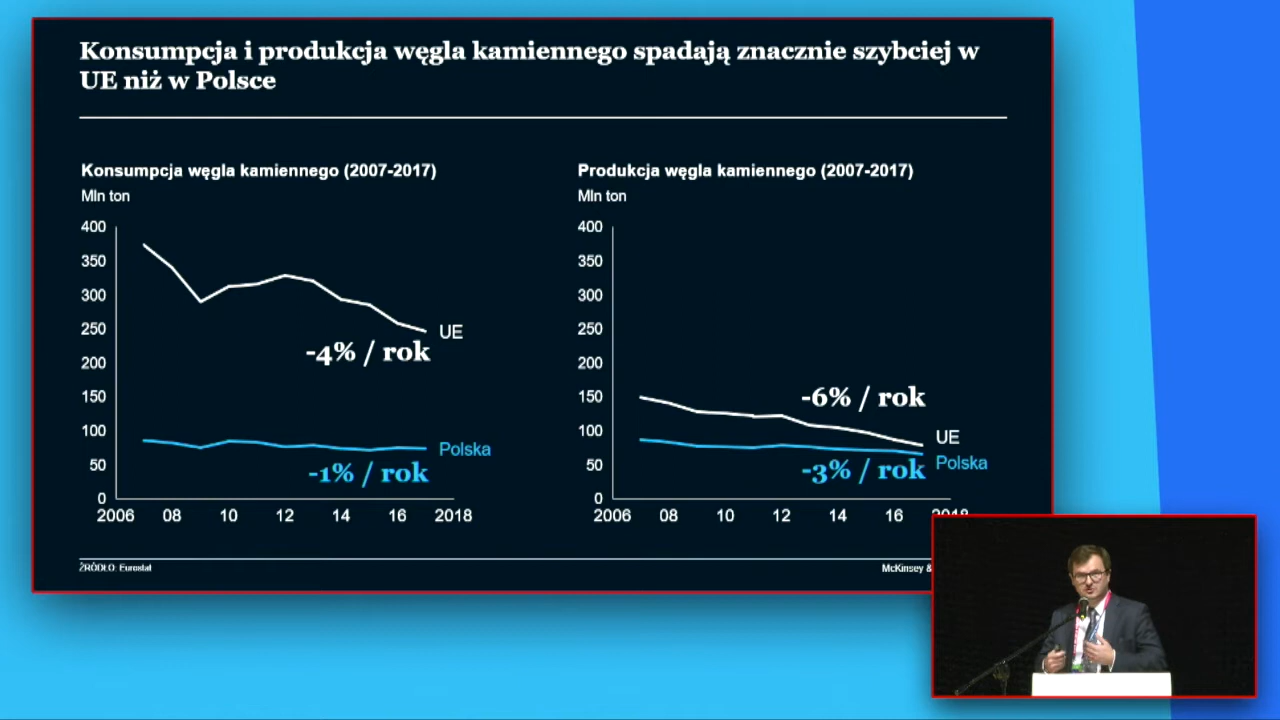 Konsumpcja i produkcja węgla kamiennego spadają znacznie szybciej w
UE niż w Polsce
Konsumpcja węgla kamiennego (2007-2017)
Mln ton
400
350
300
250
200
150
100
50
0
2006 08 10 12 14 16 2018
UE
-4% / rok
Polska
-1% / rok
Produkcja węgla kamiennego (2007-2017)
Mln ton
400
350
300
250
200
150
100
50
0
2006 08 10 12 14 16 2018
-6% / rok
UE
Polska
-3% / rok
ŹRÓDŁO: Eurostat
McKinsey &